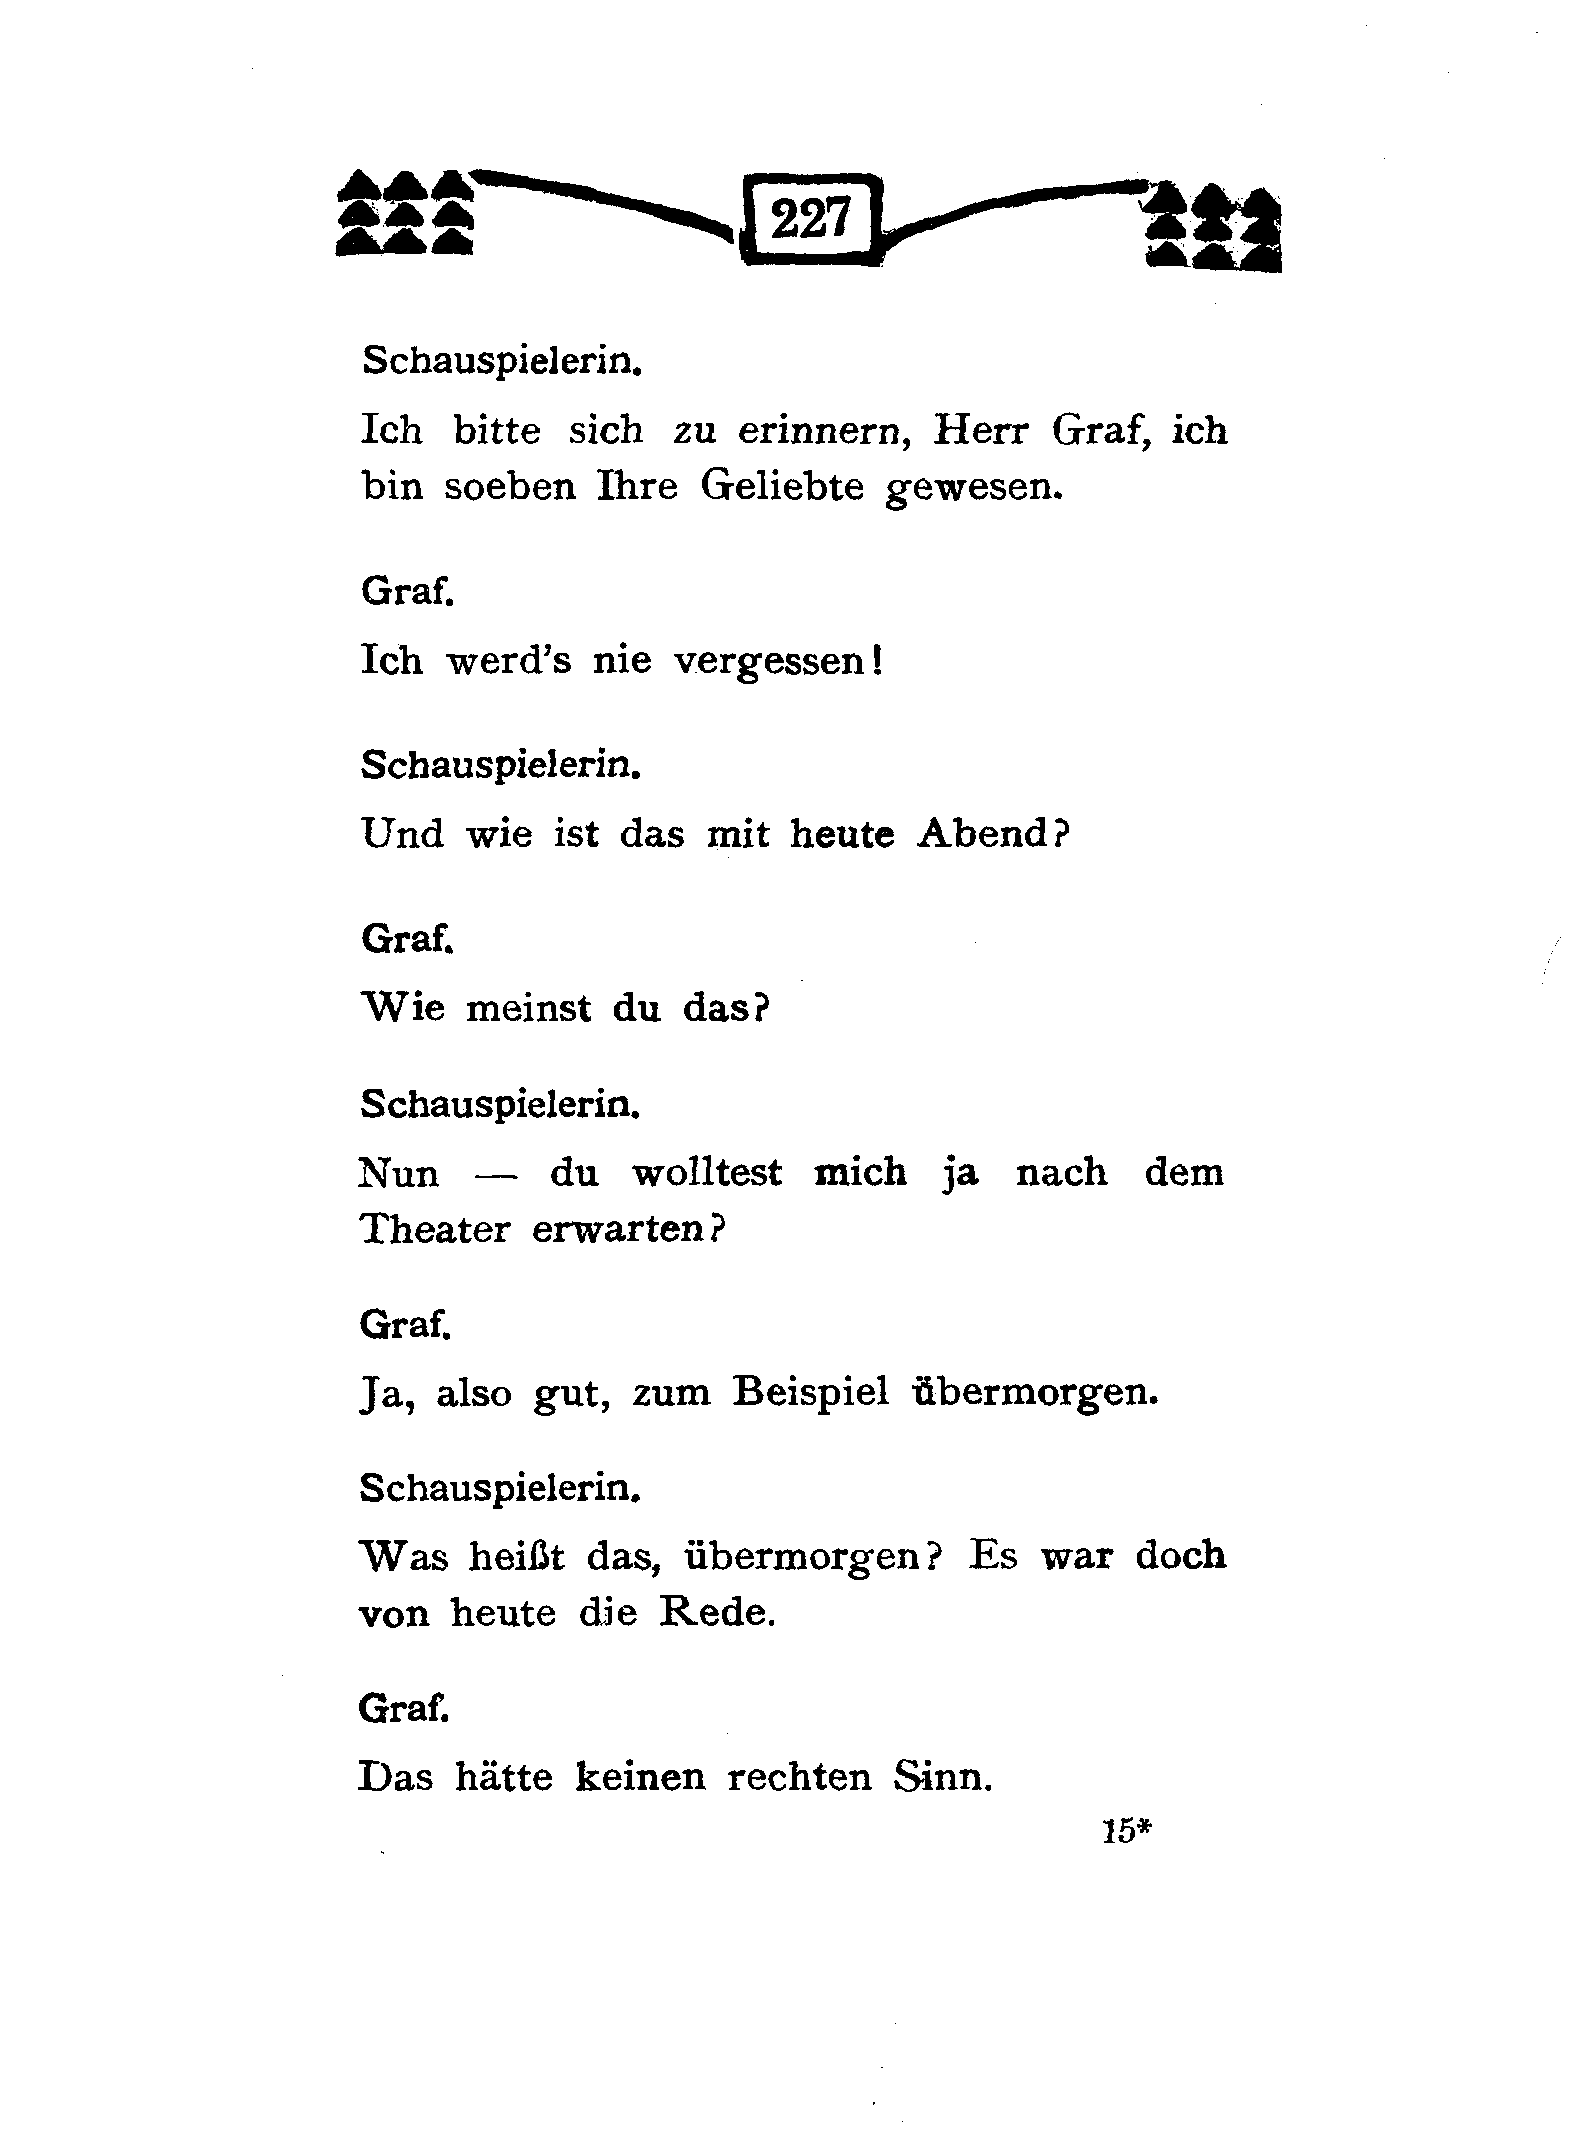 227
Schauspielerin.
Ich bitte sich zu erinnern, Herr Graf, ich
bin soeben Ihre Geliebte gewesen.
Graf.
Ich werd's nie vergessen!
Schauspielerin.
Und wie ist das mit heute Abend?
Graf.
Wie meinst du das?
Schauspielerin.
Nun — du wolltest mich ja nach dem
Theater erwarten?
Graf.
Ja, also gut, zum Beispiel übermorgen.
Schauspielerin.
Was heißt das, übermorgen? Es war doch
von heute die Rede.
Graf.
Das hätte keinen rechten Sinn.
15*